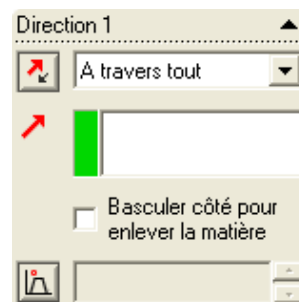 Direction 1
A travers tout
Basculer côté pour
enlever la matière